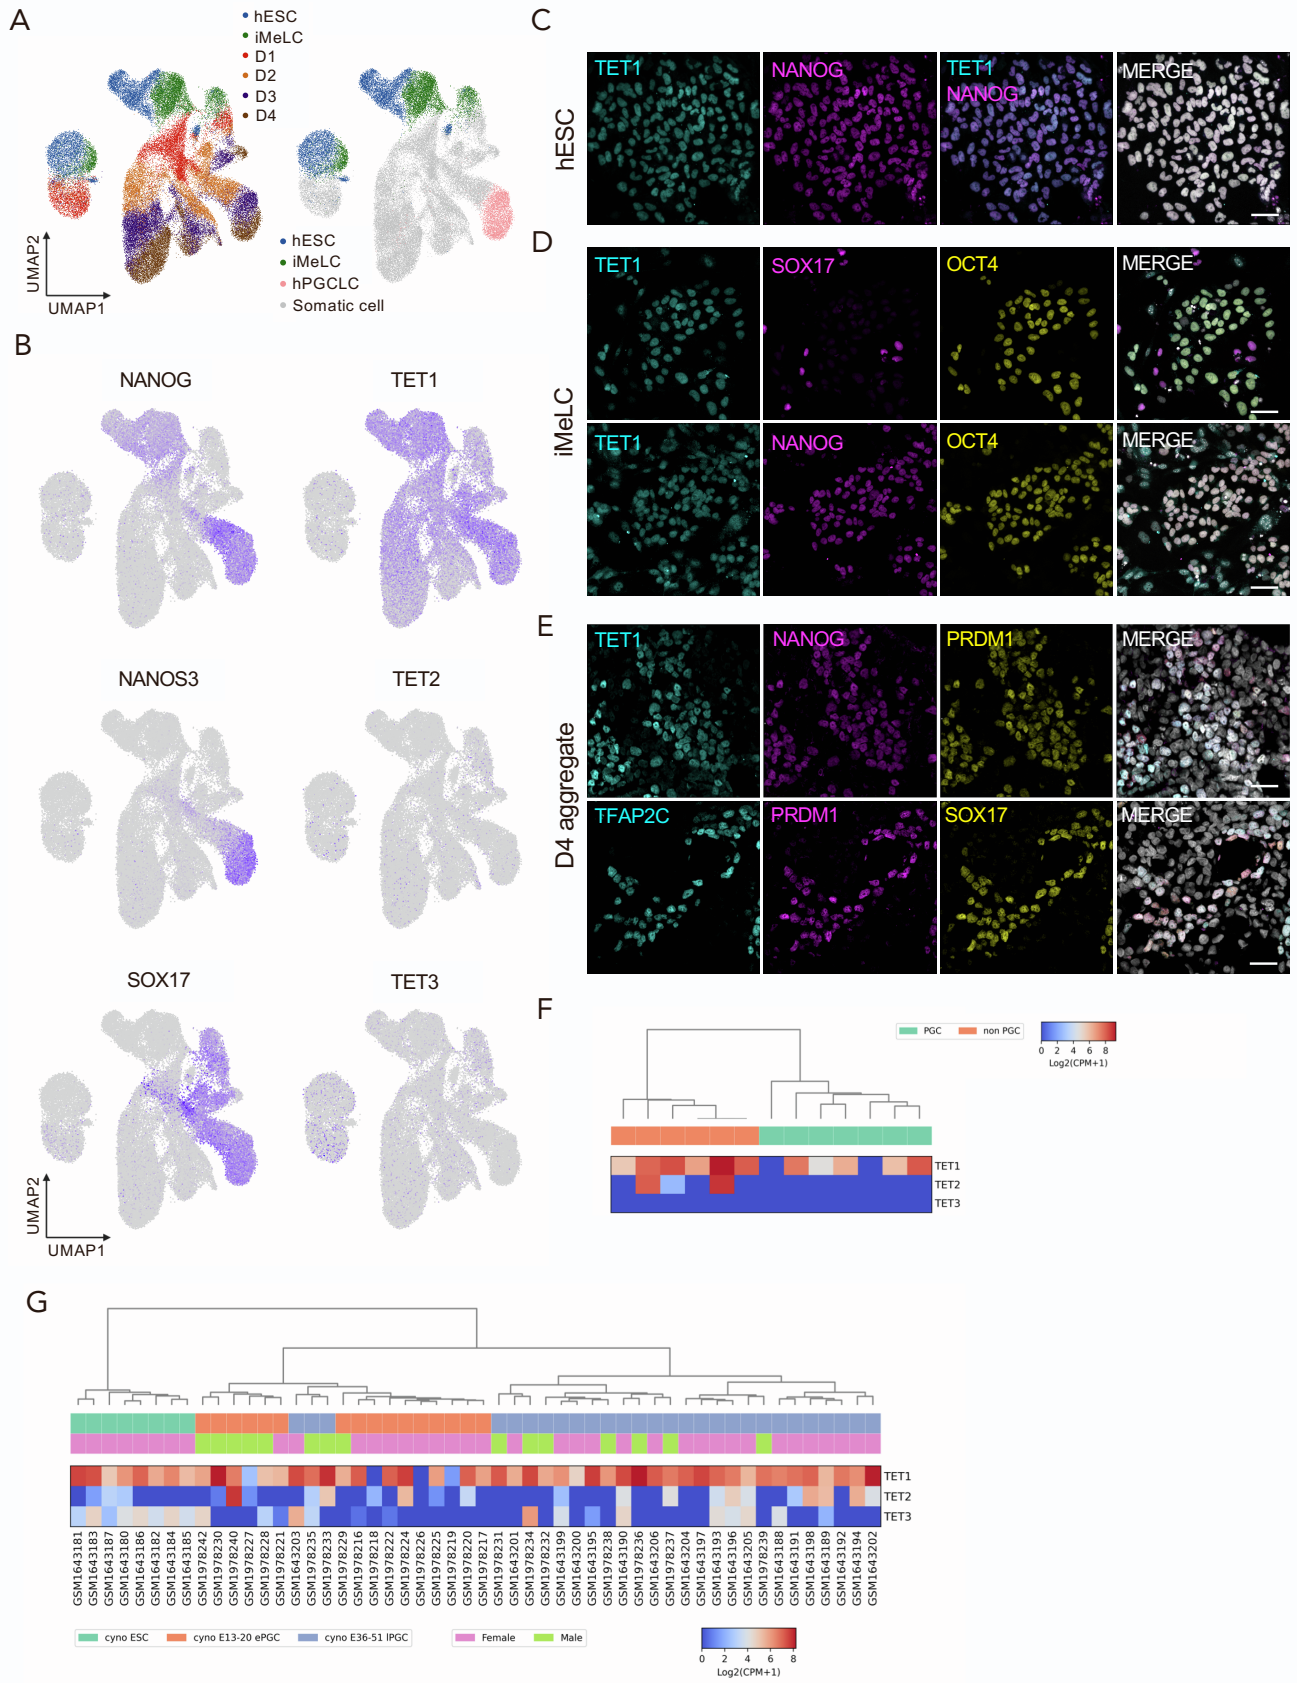 A
hESC
iMeLC
D1
D2
D3
D4
UMAP2
UMAP1
hESC
iMeLC
hPGCLC
Somatic cell
B
NANOG
TET1
NANOS3
TET2
SOX17
TET3
UMAP2
UMAP1
C
hESC
TET1
NANOG
TET1
NANOG
MERGE
D
iMeLC
TET1
SOX17
OCT4
MERGE
TET1
NANOG
OCT4
MERGE
E
D4 aggregate
TET1
NANOG
PRDM1
MERGE
TFAP2C
PRDM1
SOX17
MERGE
F
PGC
non PGC
0 2 4 6 8
Log2(CPM+1)
TET1
TET2
TET3
G
TET1
TET2
TET3
GSM1643181
GSM1643183
GSM1643187
GSM1643180
GSM1643186
GSM1643182
GSM1643184
GSM1643185
GSM1978242
GSM1978230
GSM1978240
GSM1978227
GSM1978228
GSM1978221
GSM1643203
GSM1978235
GSM1978233
GSM1978229
GSM1978216
GSM1978218
GSM1978222
GSM1978224
GSM1978226
GSM1978225
GSM1978219
GSM1978220
GSM1978217
GSM1978231
GSM1643201
GSM1978234
GSM1978232
GSM1643199
GSM1643200
GSM1643195
GSM1978238
GSM1643190
GSM1978236
GSM1643206
GSM1978237
GSM1643204
GSM1643197
GSM1643193
GSM1643196
GSM1643205
GSM1978239
GSM1643188
GSM1643191
GSM1643198
GSM1643189
GSM1643192
GSM1643194
GSM1643202
cyno ESC
cyno E13-20 ePGC
cyno E36-51 lPGC
Female
Male
0 2 4 6 8
Log2(CPM+1)